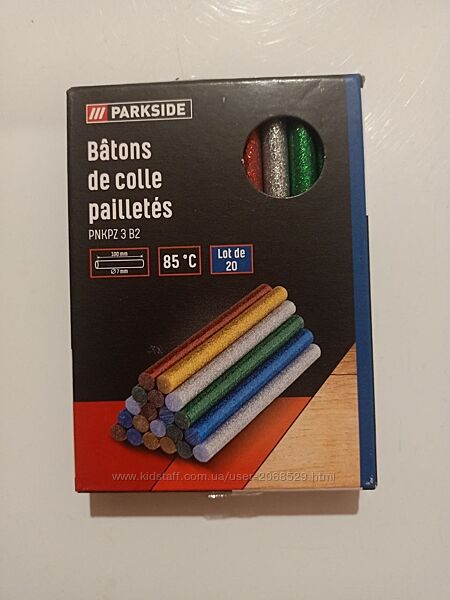 /// PARKSIDE
Bâtons
de colle
pailletés
PNKPZ 3 B2
100 mm
Ø 7 mm
85 °C
Lot de
20
www.kidstaff.com.ua/user-2068529.html